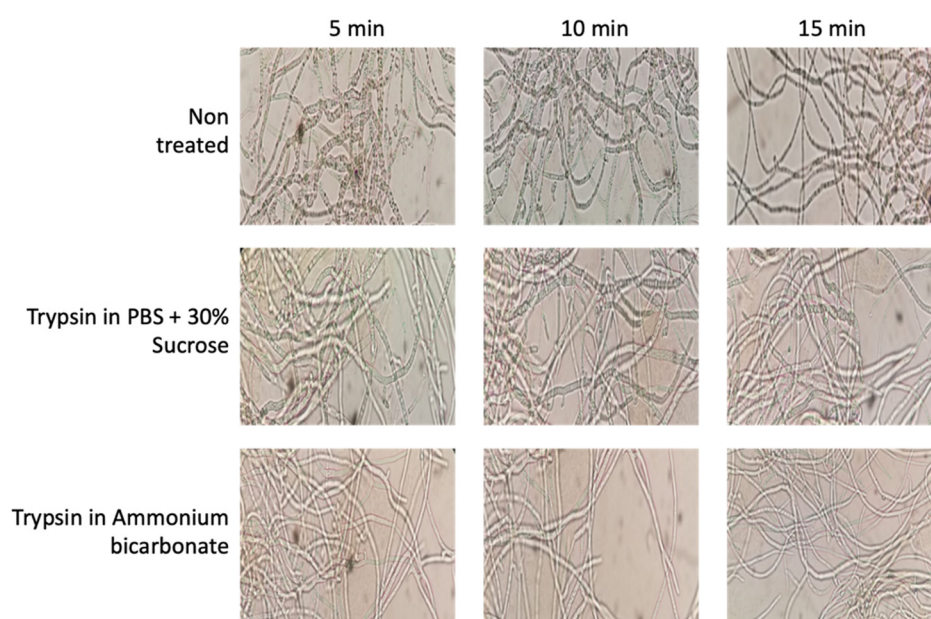 5 min
10 min
15 min
Non
treated
Trypsin in PBS + 30%
Sucrose
Trypsin in Ammonium
bicarbonate